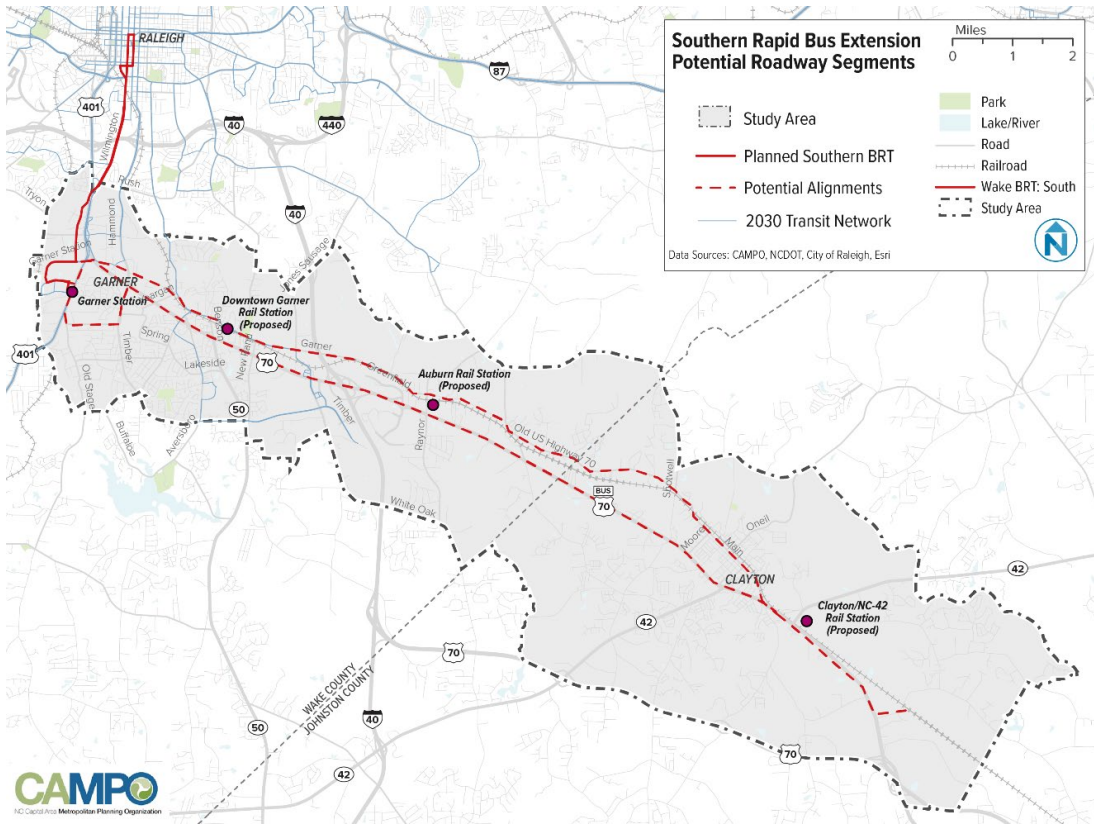 RALEIGH
87
401
Wilmington
40
440
Tryon
Rush
Hammond
40
Garner Station
Jones Sausage
GARNER
Garner Station
Downtown Garner
Rail Station
(Proposed)
Benson
Spring
Garner
401
Timber
Lakeside
New Rand
70
Greenfield
Auburn Rail Station
(Proposed)
Old Stage
50
Timber
Buffaloe
Aversboro
Raynor
Old US Highway 70
Shotwell
BUS
70
White Oak
Moore
Oneil
Main
CLAYTON
42
42
Clayton/NC-42
Rail Station
(Proposed)
70
WAKE COUNTY
JOHNSTON COUNTY
40
50
42
70
Southern Rapid Bus Extension
Potential Roadway Segments
Study Area
Planned Southern BRT
Potential Alignments
2030 Transit Network
Data Sources: CAMPO, NCDOT, City of Raleigh, Esri
Miles
0 1 2
Park
Lake/River
Road
Railroad
Wake BRT: South
Study Area
N
CAMPO
NC Capital Area Metropolitan Planning Organization